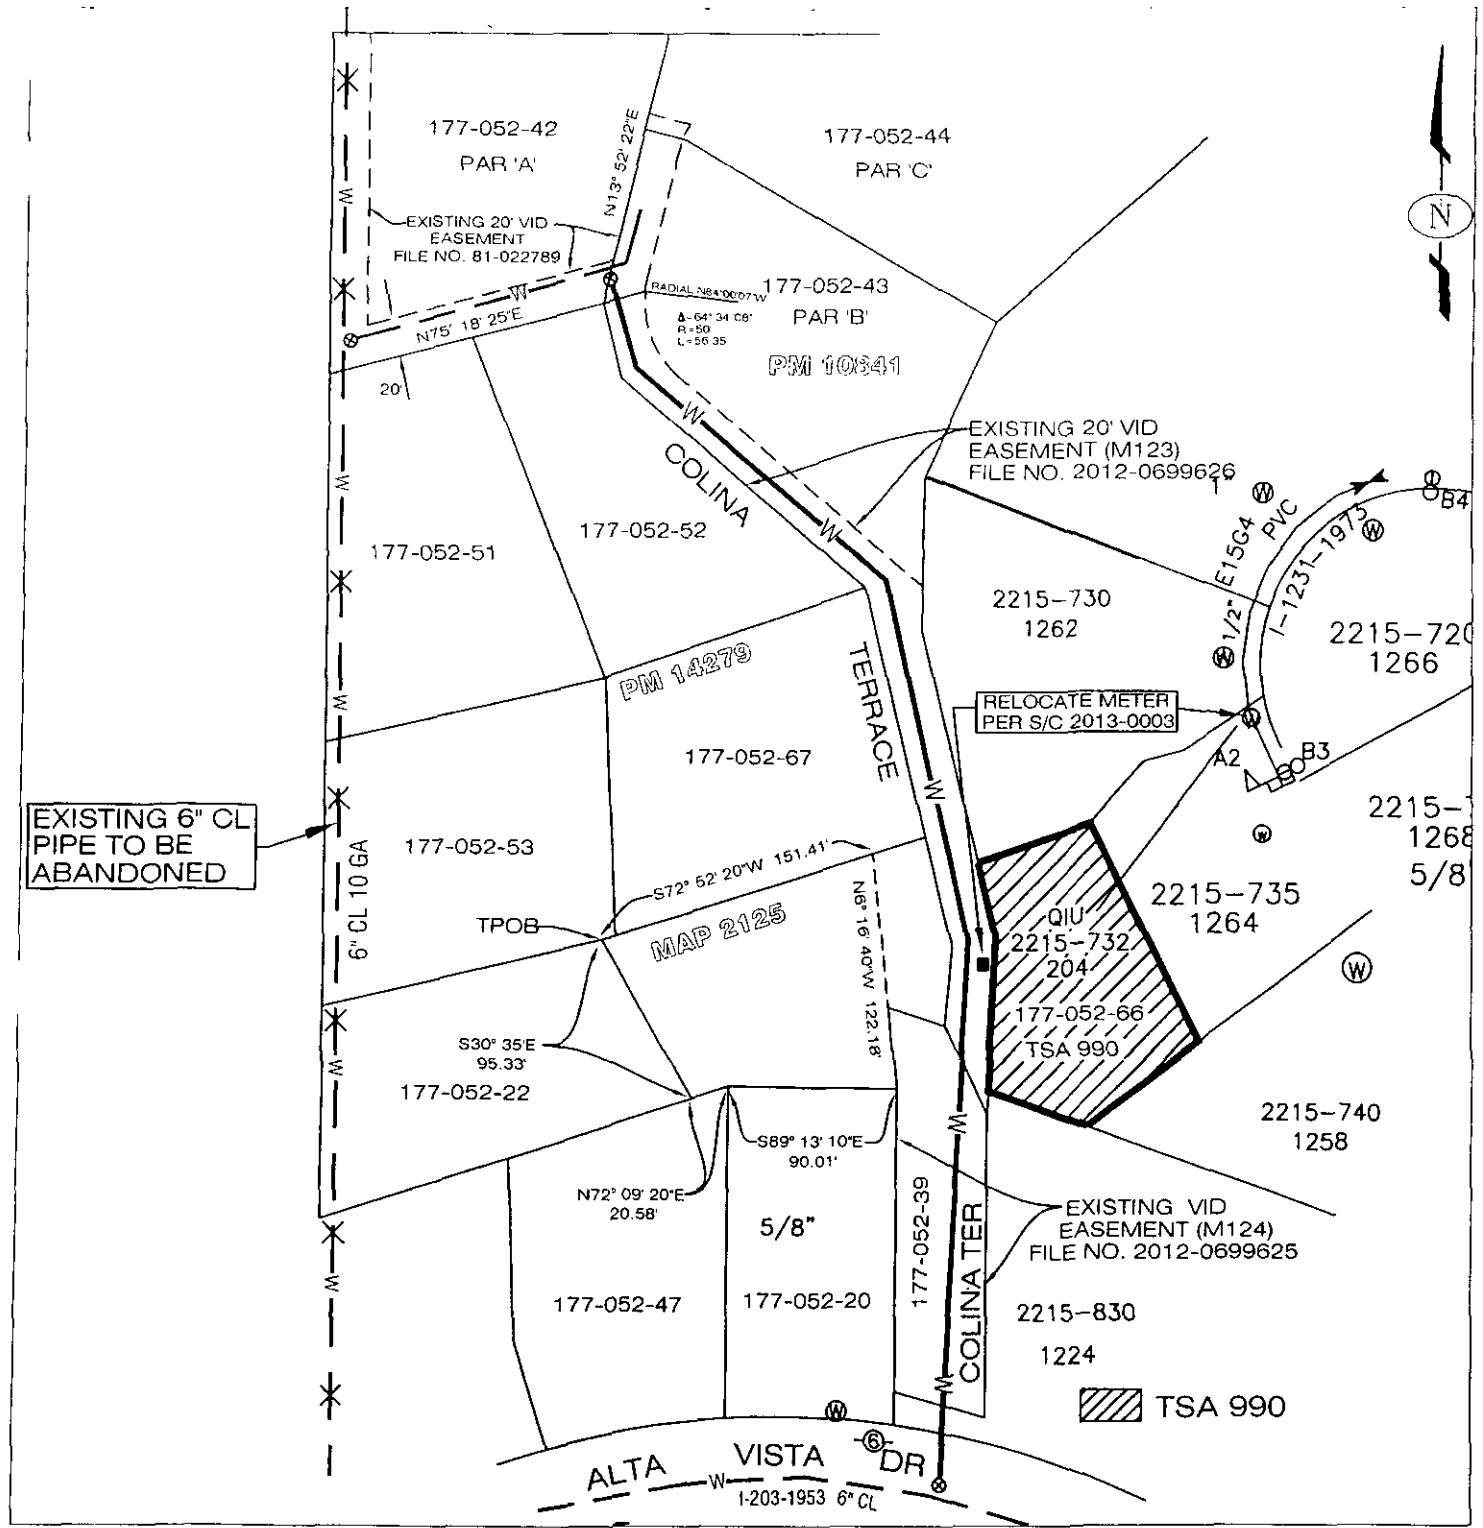 177-052-42
PAR 'A'
N13° 52' 22"E
177-052-44
PAR 'C'
N
EXISTING 20' VID
EASEMENT
FILE NO. 81-022789
W
W
N75' 18' 25"E
20'
RADIAL N84°00'07"W
177-052-43
PAR 'B'
R=50'
L=56.35
PM 10841
W
COLINA
EXISTING 20' VID
EASEMENT (M123)
FILE NO. 2012-0699626
1"
W
B4
PVC
E15G4
1/2"
I-1231-1973
W
W
W
177-052-51
177-052-52
W
2215-730
1262
2215-720
1266
W
PM 14279
TERRACE
RELOCATE METER
PER S/C 2013-0003
W
A2
B3
177-052-67
W
EXISTING 6" CL
PIPE TO BE
ABANDONED
6" CL 10 GA
177-052-53
S72° 52' 20"W 151.41'
W
2215-
1268
5/8
TPOB
MAP 2125
N6° 16' 40"W 122.18'
QIU
2215-732
204
177-052-66
TSA 990
2215-735
1264
W
S30° 35'E
95.33'
W
177-052-22
W
2215-740
1258
S89° 13' 10"E
90.01'
N72° 09' 20"E
20.58'
5/8"
177-052-39
EXISTING VID
EASEMENT (M124)
FILE NO. 2012-0699625
W
177-052-47
177-052-20
COLINA TER
2215-830
1224
W
TSA 990
W
6
ALTA VISTA DR
W
1-203-1953 6" CL